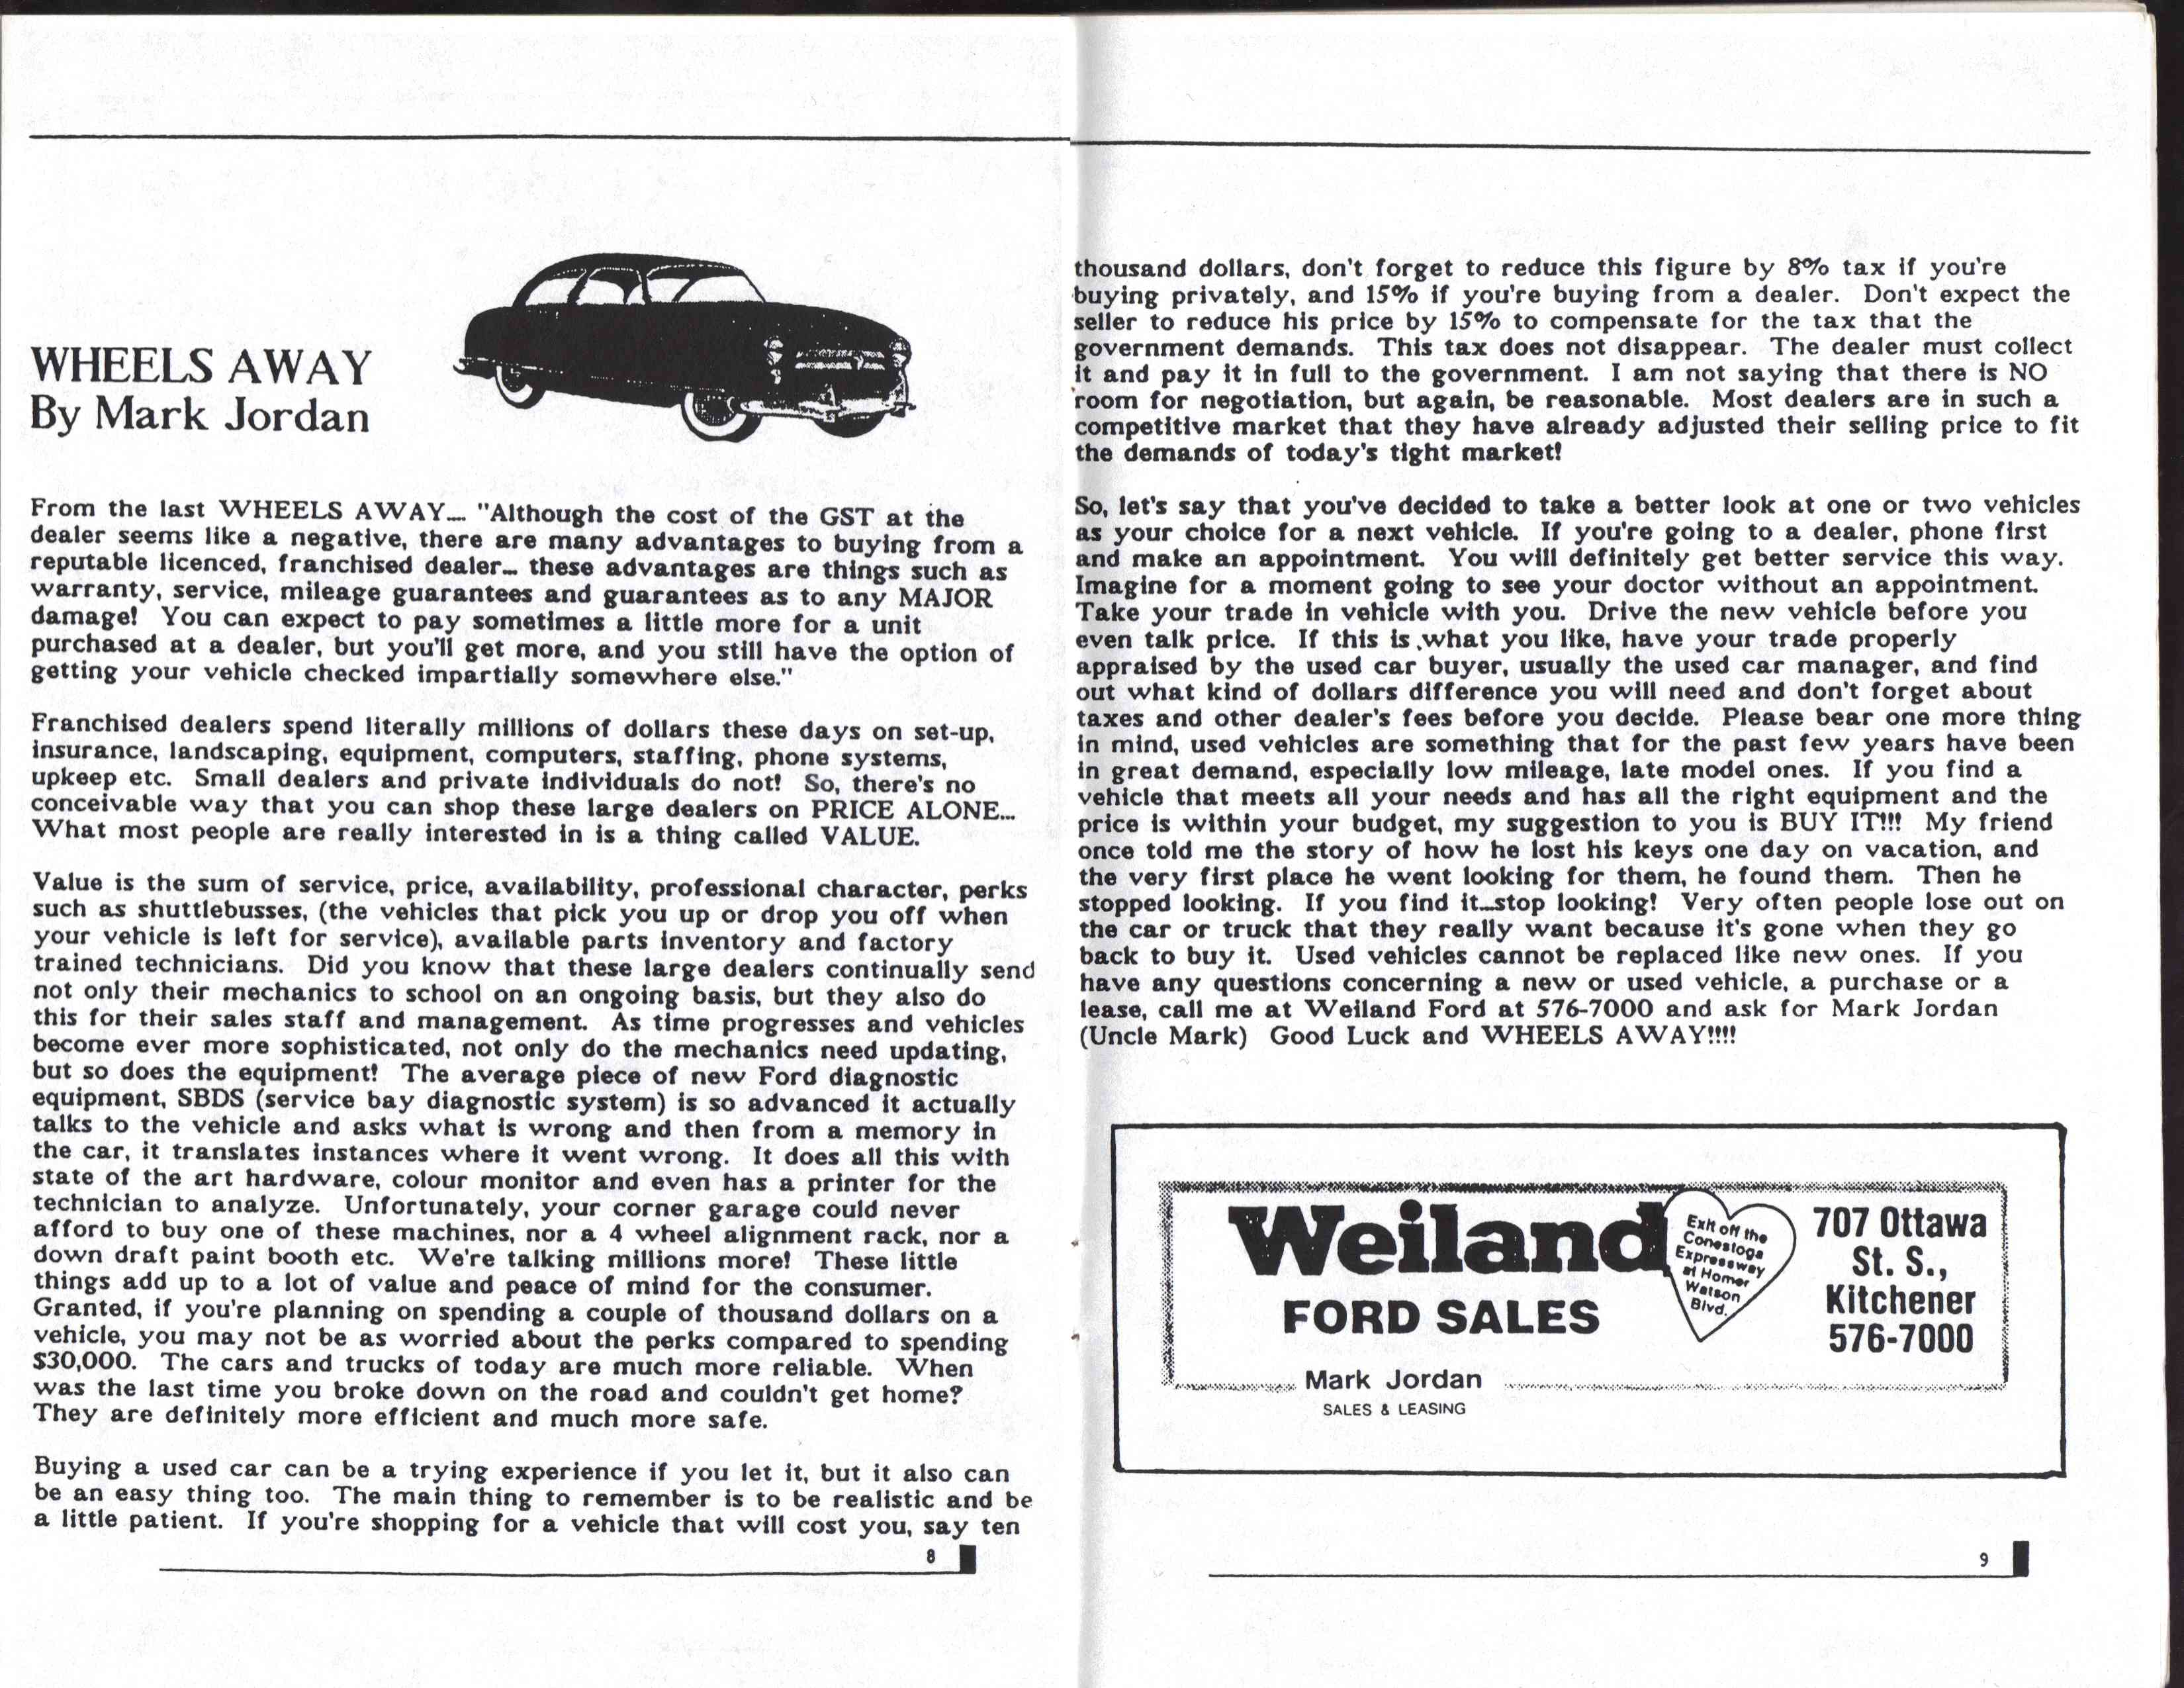 WHEELS AWAY
By Mark Jordan
From the last WHEELS AWAY... "Although the cost of the GST at the
dealer seems like a negative, there are many advantages to buying from a
reputable licenced, franchised dealer... these advantages are things such as
warranty, service, mileage guarantees and guarantees as to any MAJOR
damage! You can expect to pay sometimes a little more for a unit
purchased at a dealer, but you'll get more, and you still have the option of
getting your vehicle checked impartially somewhere else."
Franchised dealers spend literally millions of dollars these days on set-up,
insurance, landscaping, equipment, computers, staffing, phone systems,
upkeep etc. Small dealers and private individuals do not! So, there's no
conceivable way that you can shop these large dealers on PRICE ALONE...
What most people are really interested in is a thing called VALUE.
Value is the sum of service, price, availability, professional character, perks
such as shuttlebusses, (the vehicles that pick you up or drop you off when
your vehicle is left for service), available parts inventory and factory
trained technicians. Did you know that these large dealers continually send
not only their mechanics to school on an ongoing basis, but they also do
this for their sales staff and management. As time progresses and vehicles
become ever more sophisticated, not only do the mechanics need updating,
but so does the equipment! The average piece of new Ford diagnostic
equipment, SBDS (service bay diagnostic system) is so advanced it actually
talks to the vehicle and asks what is wrong and then from a memory in
the car, it translates instances where it went wrong. It does all this with
state of the art hardware, colour monitor and even has a printer for the
technician to analyze. Unfortunately, your corner garage could never
afford to buy one of these machines, nor a 4 wheel alignment rack, nor a
down draft paint booth etc. We're talking millions more! These little
things add up to a lot of value and peace of mind for the consumer.
Granted, if you're planning on spending a couple of thousand dollars on a
vehicle, you may not be as worried about the perks compared to spending
$30,000. The cars and trucks of today are much more reliable. When
was the last time you broke down on the road and couldn't get home?
They are definitely more efficient and much more safe.
Buying a used car can be a trying experience if you let it, but it also can
be an easy thing too. The main thing to remember is to be realistic and be
a little patient. If you're shopping for a vehicle that will cost you, say ten
8
thousand dollars, don't forget to reduce this figure by 8% tax if you're
buying privately, and 15% if you're buying from a dealer. Don't expect the
seller to reduce his price by 15% to compensate for the tax that the
government demands. This tax does not disappear. The dealer must collect
it and pay it in full to the government. I am not saying that there is NO
room for negotiation, but again, be reasonable. Most dealers are in such a
competitive market that they have already adjusted their selling price to fit
the demands of today's tight market!
So, let's say that you've decided to take a better look at one or two vehicles
as your choice for a next vehicle. If you're going to a dealer, phone first
and make an appointment. You will definitely get better service this way.
Imagine for a moment going to see your doctor without an appointment.
Take your trade in vehicle with you. Drive the new vehicle before you
even talk price. If this is what you like, have your trade properly
appraised by the used car buyer, usually the used car manager, and find
out what kind of dollars difference you will need and don't forget about
taxes and other dealer's fees before you decide. Please bear one more thing
in mind, used vehicles are something that for the past few years have been
in great demand, especially low mileage, late model ones. If you find a
vehicle that meets all your needs and has all the right equipment and the
price is within your budget, my suggestion to you is BUY IT!!! My friend
once told me the story of how he lost his keys one day on vacation, and
the very first place he went looking for them, he found them. Then he
stopped looking. If you find it...stop looking! Very often people lose out on
the car or truck that they really want because it's gone when they go
back to buy it. Used vehicles cannot be replaced like new ones. If you
have any questions concerning a new or used vehicle, a purchase or a
lease, call me at Weiland Ford at 576-7000 and ask for Mark Jordan
(Uncle Mark) Good Luck and WHEELS AWAY!!!!
Weiland
FORD SALES
Mark Jordan
SALES & LEASING
Exit off the
Conestoga
Expressway
at Homer
Watson
Blvd.
707 Ottawa
St. S.,
Kitchener
576-7000
9